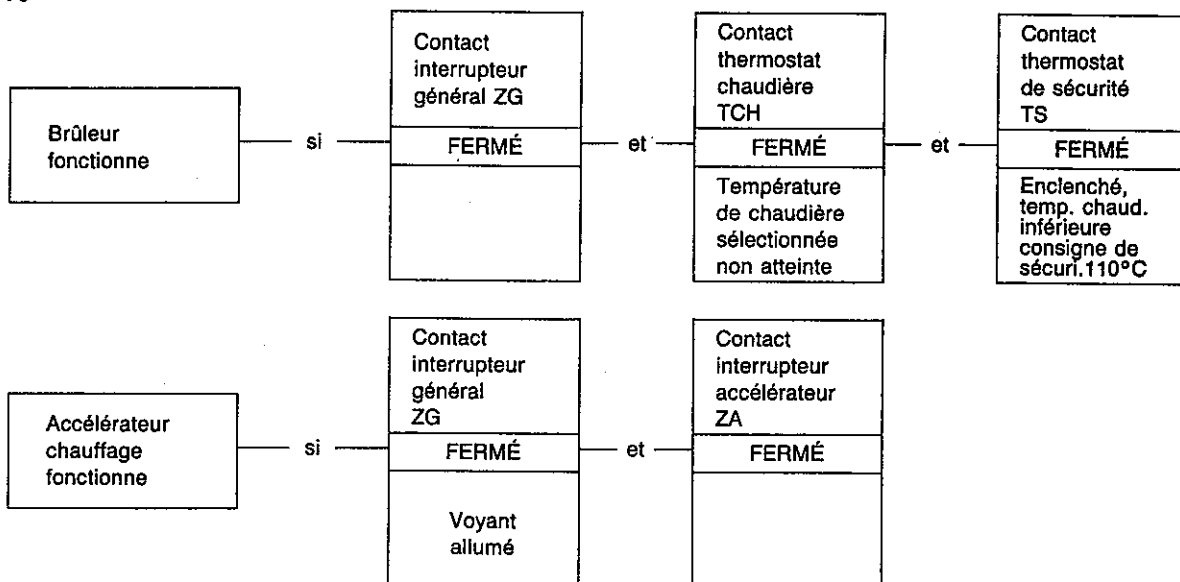 Brûleur
fonctionne
si
Contact
interrupteur
général ZG
FERMÉ
et
Contact
thermostat
chaudière
TCH
FERMÉ
Température
de chaudière
sélectionnée
non atteinte
et
Contact
thermostat
de sécurité
TS
FERMÉ
Enclenché,
temp. chaud.
inférieure
consigne de
sécuri.110°C
Accélérateur
chauffage
fonctionne
si
Contact
interrupteur
général
ZG
FERMÉ
Voyant
allumé
et
Contact
interrupteur
accélérateur
ZA
FERMÉ